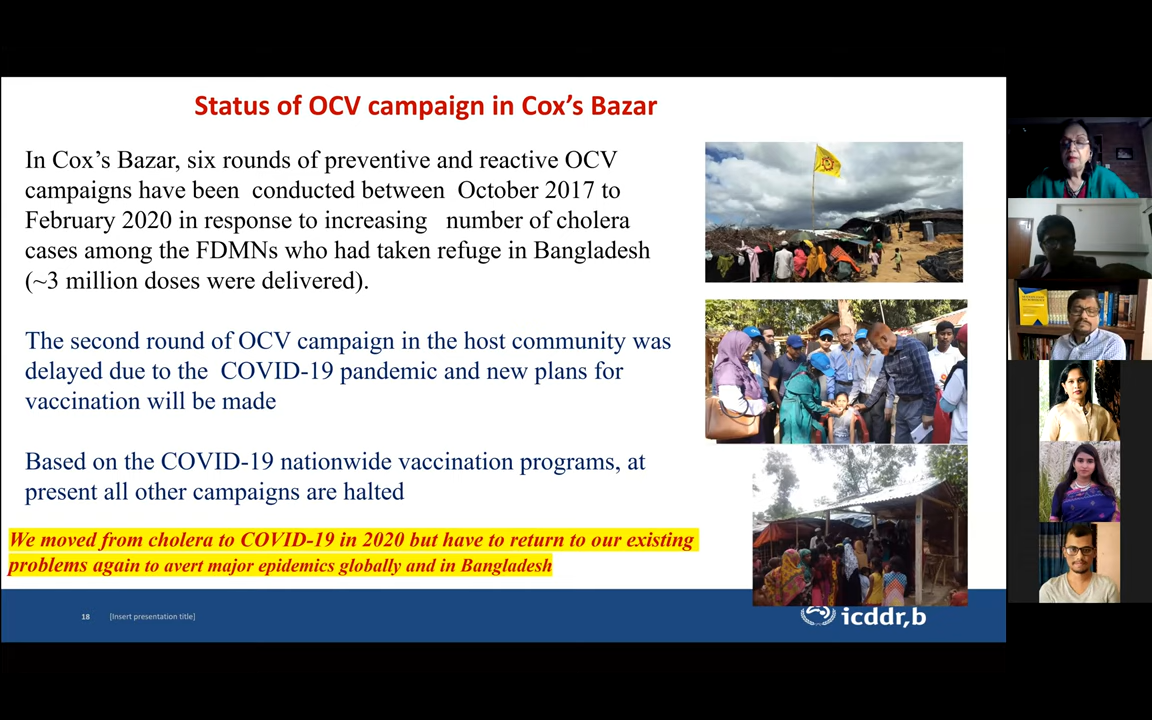 Status of OCV campaign in Cox's Bazar
In Cox's Bazar, six rounds of preventive and reactive OCV
campaigns have been conducted between October 2017 to
February 2020 in response to increasing number of cholera
cases among the FDMNs who had taken refuge in Bangladesh
(~3 million doses were delivered).
The second round of OCV campaign in the host community was
delayed due to the COVID-19 pandemic and new plans for
vaccination will be made
Based on the COVID-19 nationwide vaccination programs, at
present all other campaigns are halted
We moved from cholera to COVID-19 in 2020 but have to return to our existing
problems again to avert major epidemics globally and in Bangladesh
18 [Insert presentation title]
icddr,b